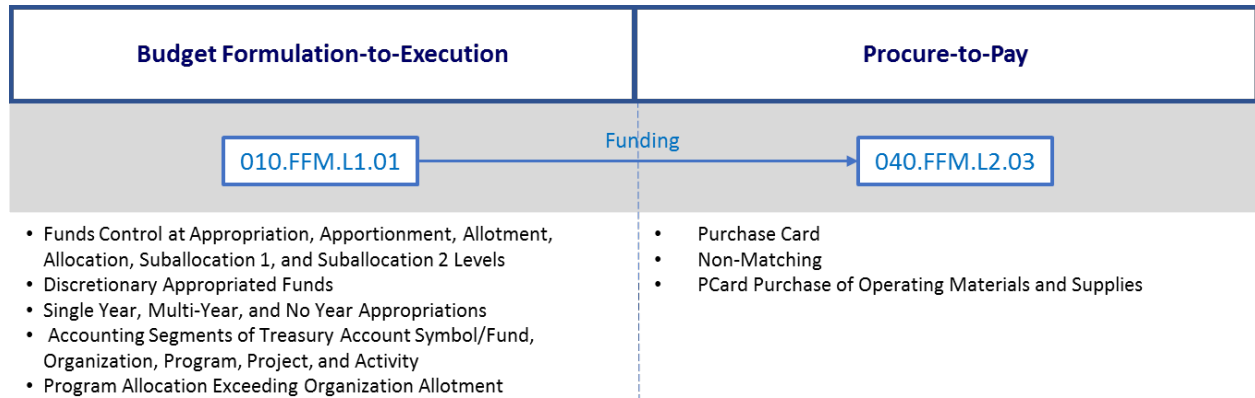 Budget Formulation-to-Execution
Procure-to-Pay
010.FFM.L1.01
Funding
040.FFM.L2.03
• Funds Control at Appropriation, Apportionment, Allotment,
Allocation, Suballocation 1, and Suballocation 2 Levels
• Discretionary Appropriated Funds
• Single Year, Multi-Year, and No Year Appropriations
• Accounting Segments of Treasury Account Symbol/Fund,
Organization, Program, Project, and Activity
• Program Allocation Exceeding Organization Allotment
• Purchase Card
• Non-Matching
• PCard Purchase of Operating Materials and Supplies